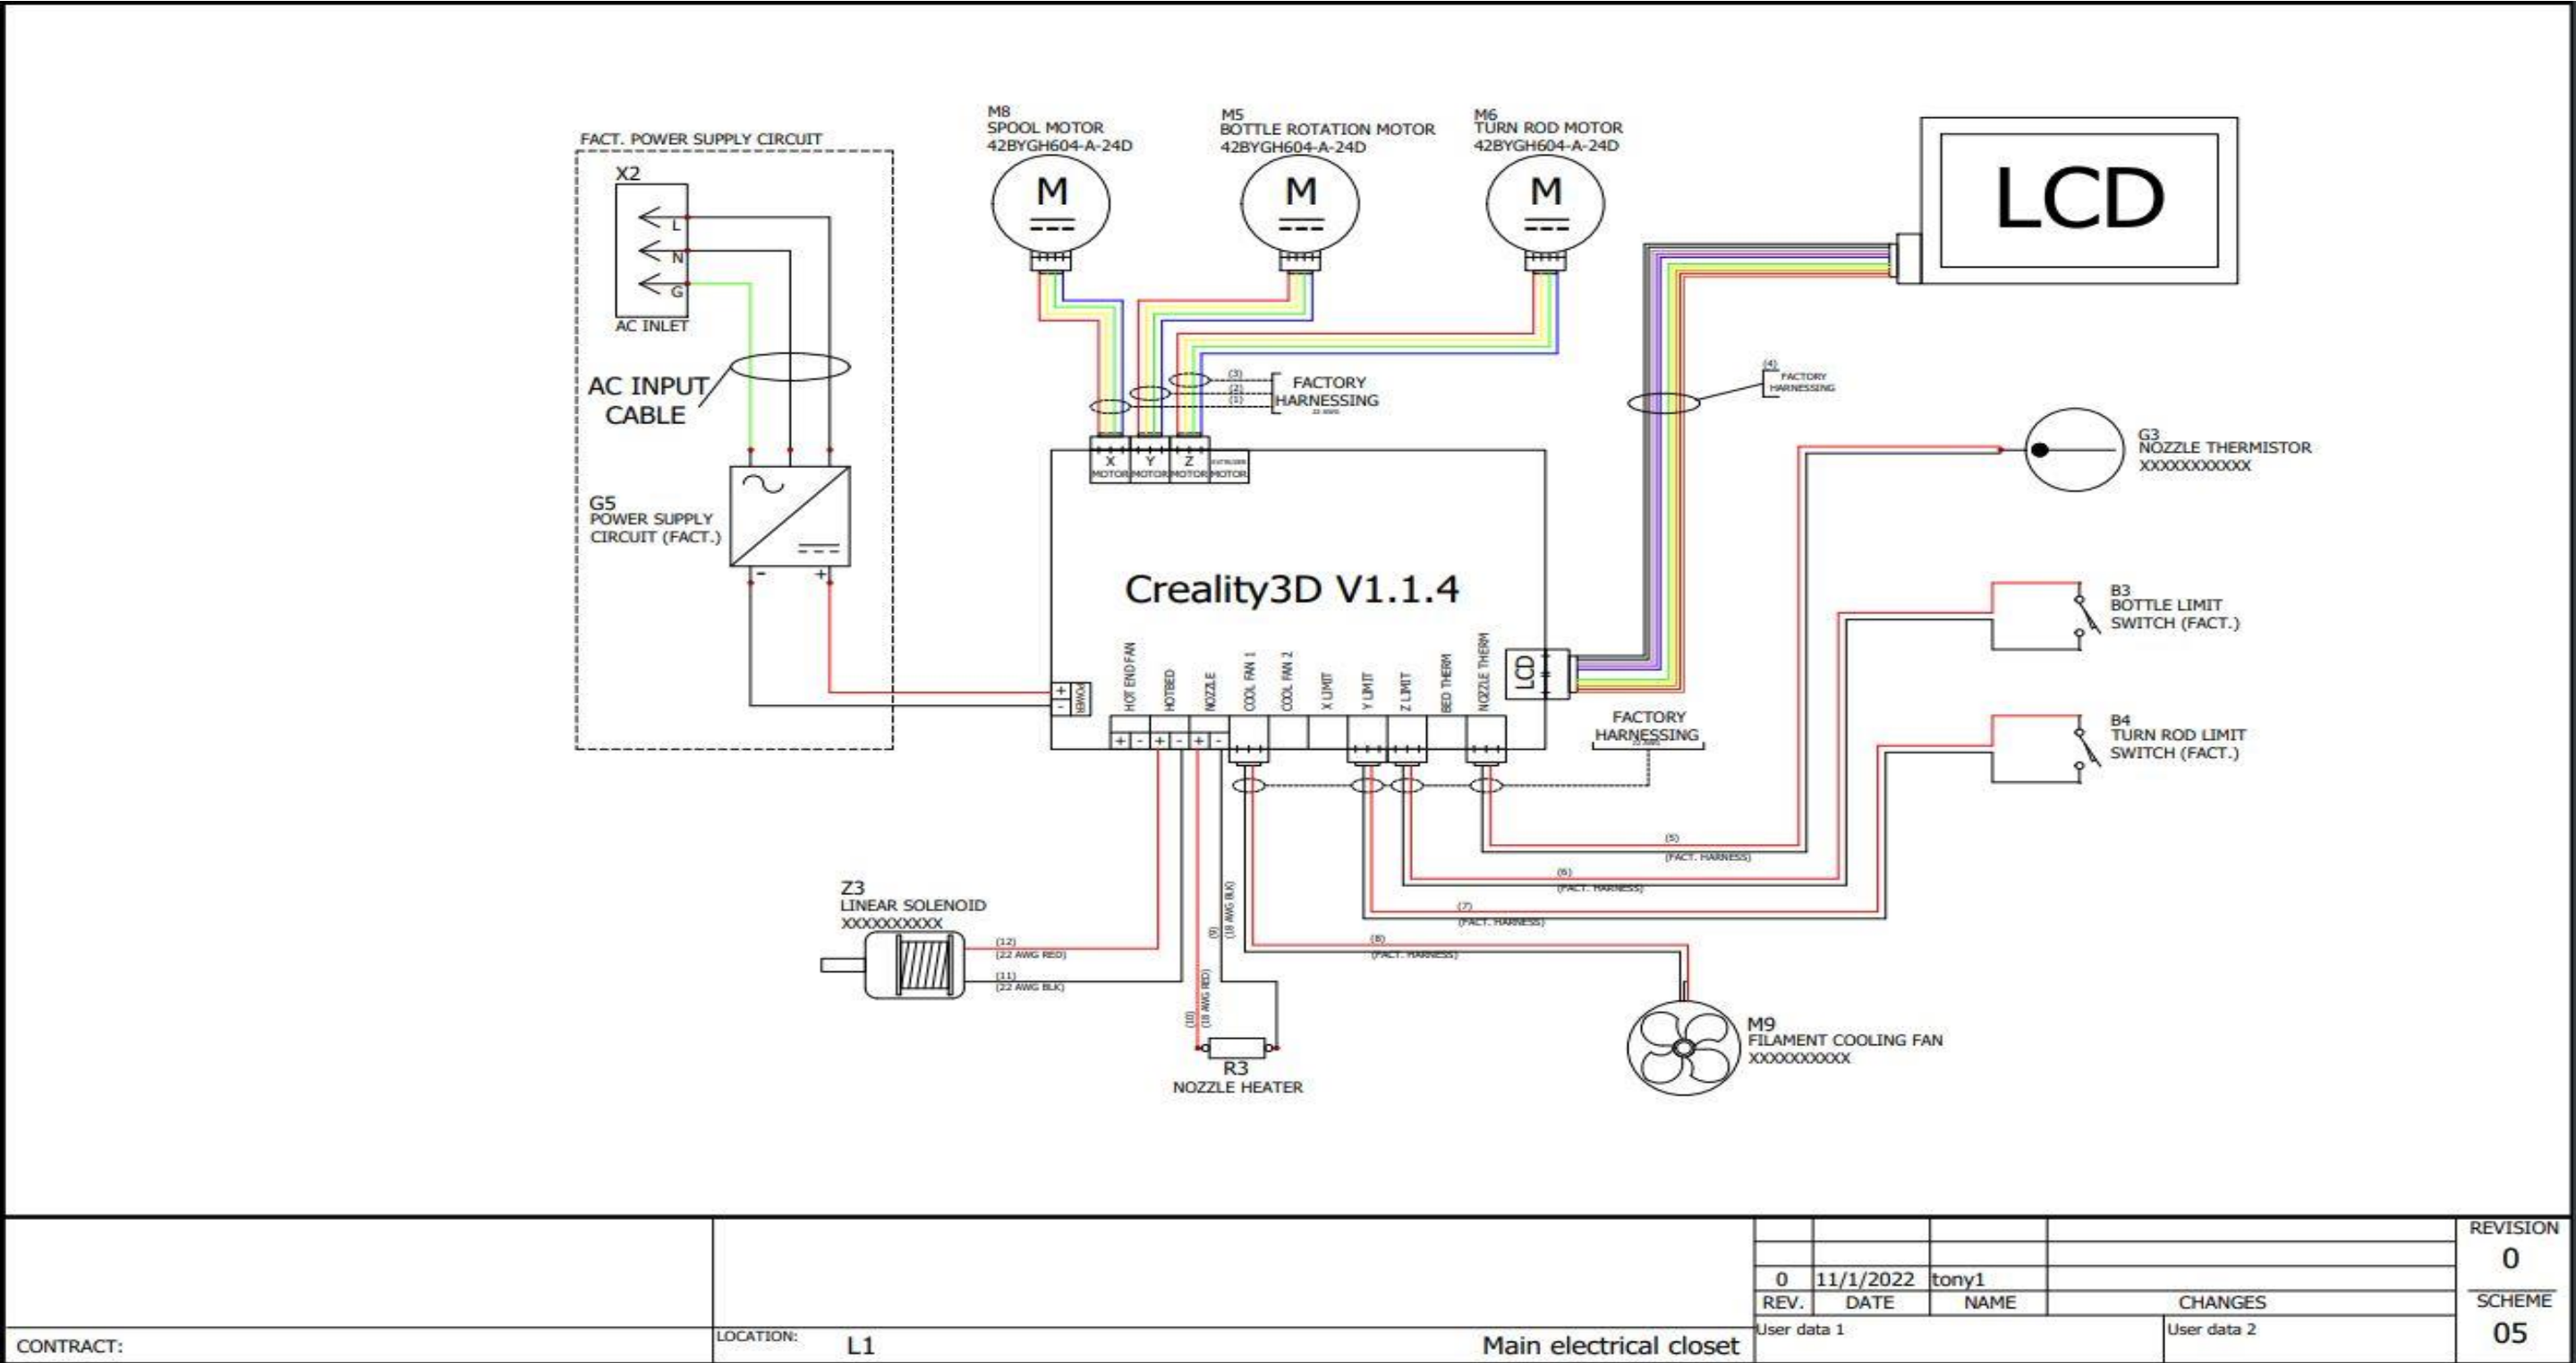 FACT. POWER SUPPLY CIRCUIT
X2
L
N
G
AC INLET
AC INPUT
CABLE
G5
POWER SUPPLY
CIRCUIT (FACT.)
-
+
M8
SPOOL MOTOR
42BYGH604-A-24D
M
M5
BOTTLE ROTATION MOTOR
42BYGH604-A-24D
M
M6
TURN ROD MOTOR
42BYGH604-A-24D
M
LCD
(3)
(2)
(1)
FACTORY
HARNESSING
22 AWG
(4)
FACTORY
HARNESSING
X
MOTOR
Y
MOTOR
Z
MOTOR
EXTRUDER
MOTOR
Creality3D V1.1.4
+
-
POWER
HOT END FAN
HOTBED
NOZZLE
COOL FAN 1
COOL FAN 2
X LIMIT
Y LIMIT
Z LIMIT
BED THERM
NOZZLE THERM
LCD
+ - + - + -
FACTORY
HARNESSING
22 AWG
G3
NOZZLE THERMISTOR
XXXXXXXXXXX
B3
BOTTLE LIMIT
SWITCH (FACT.)
B4
TURN ROD LIMIT
SWITCH (FACT.)
(5)
(FACT. HARNESS)
(6)
(FACT. HARNESS)
(7)
(FACT. HARNESS)
(8)
(FACT. HARNESS)
Z3
LINEAR SOLENOID
XXXXXXXXXX
(12)
(22 AWG RED)
(11)
(22 AWG BLK)
(9)
(18 AWG BLK)
(10)
(18 AWG RED)
R3
NOZZLE HEATER
M9
FILAMENT COOLING FAN
XXXXXXXXXX
CONTRACT:
LOCATION: L1
Main electrical closet
0 11/1/2022 tony1
REV. DATE NAME CHANGES
User data 1
User data 2
REVISION
0
SCHEME
05